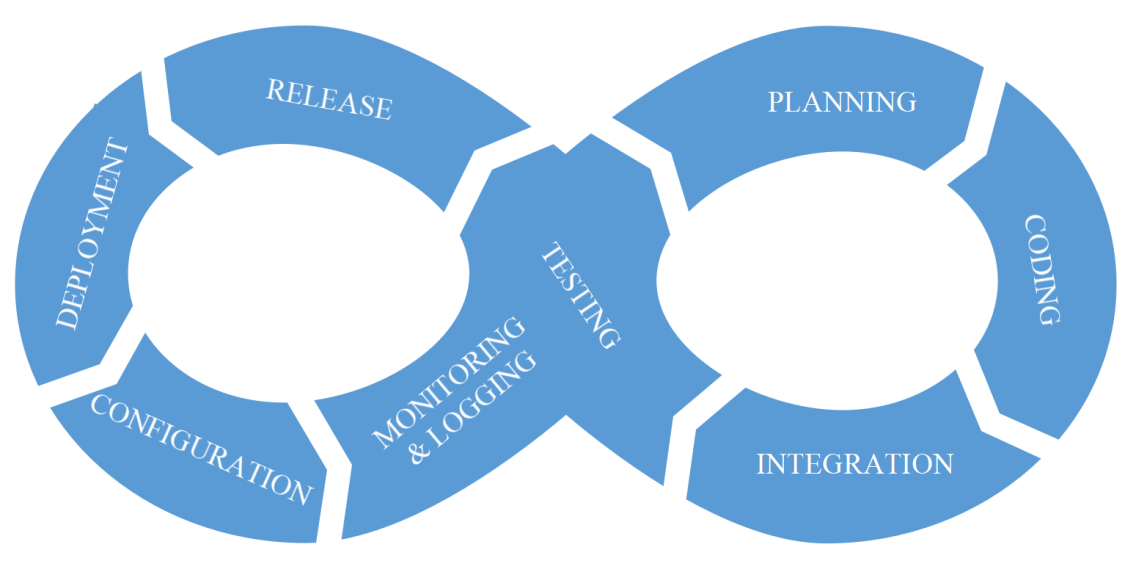 RELEASE
PLANNING
DEPLOYMENT
CODING
TESTING
MONITORING
& LOGGING
CONFIGURATION
INTEGRATION